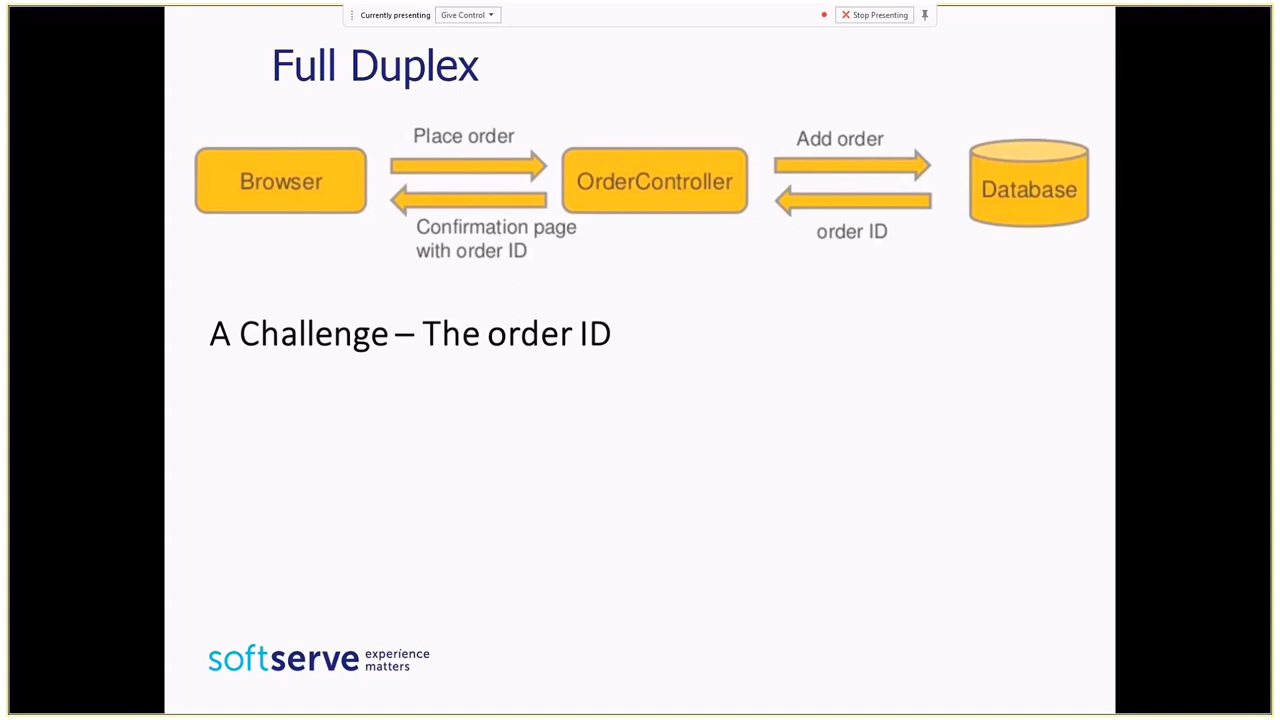 Currently presenting
Give Control
Stop Presenting
Full Duplex
Place order
Add order
Browser
OrderController
Database
Confirmation page
with order ID
order ID
A Challenge – The order ID
softserve
experience
matters